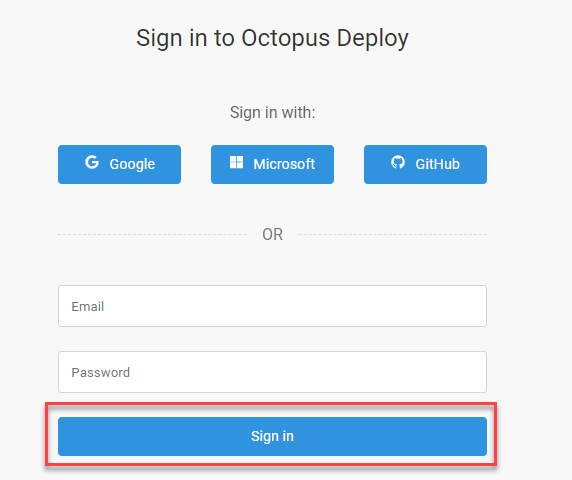 Sign in to Octopus Deploy
Sign in with:
Google Microsoft GitHub
OR
Email
Password
Sign in